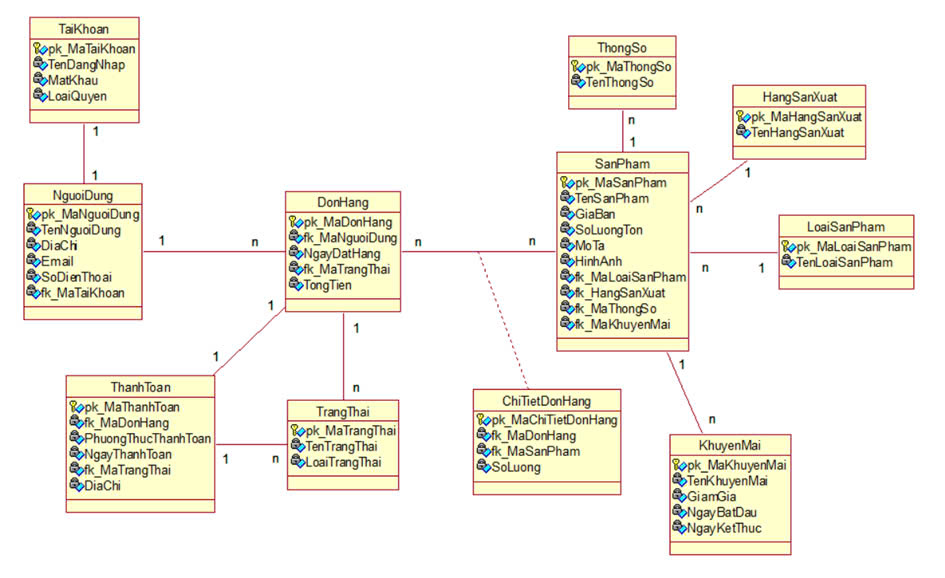 TaiKhoan
pk_MaTaiKhoan
TenDangNhap
MatKhau
LoaiQuyen
1
1
NguoiDung
pk_MaNguoiDung
TenNguoiDung
DiaChi
Email
SoDienThoai
fk_MaTaiKhoan
1
n
DonHang
pk_MaDonHang
fk_MaNguoiDung
NgayDatHang
fk_MaTrangThai
TongTien
n
n
1
1
1
n
ThanhToan
pk_MaThanhToan
fk_MaDonHang
PhuongThucThanhToan
NgayThanhToan
fk_MaTrangThai
DiaChi
1
n
TrangThai
pk_MaTrangThai
TenTrangThai
LoaiTrangThai
ChiTietDonHang
pk_MaChiTietDonHang
fk_MaDonHang
fk_MaSanPham
SoLuong
ThongSo
pk_MaThongSo
TenThongSo
n
1
SanPham
pk_MaSanPham
TenSanPham
GiaBan
SoLuongTon
MoTa
HinhAnh
fk_MaLoaiSanPham
fk_HangSanXuat
fk_MaThongSo
fk_MaKhuyenMai
HangSanXuat
pk_MaHangSanXuat
TenHangSanXuat
1
n
LoaiSanPham
pk_MaLoaiSanPham
TenLoaiSanPham
n
1
1
n
KhuyenMai
pk_MaKhuyenMai
TenKhuyenMai
GiamGia
NgayBatDau
NgayKetThuc